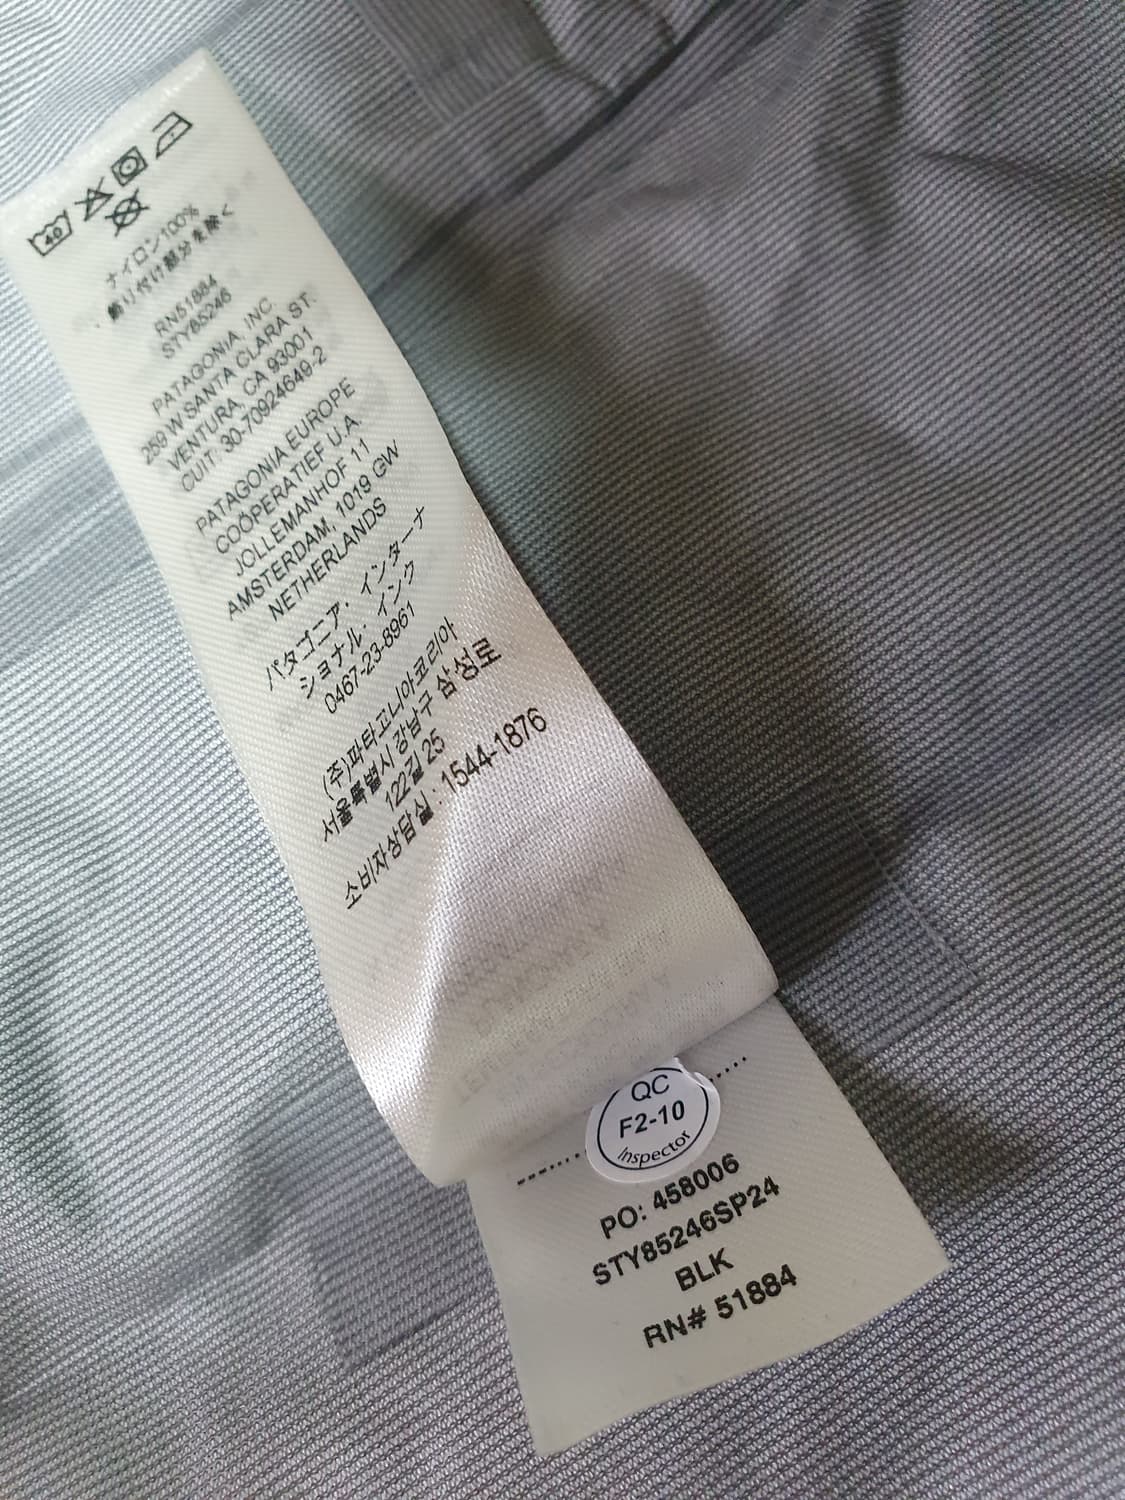 40
ナイロン100%
・飾り付け部分を除く
RN51884
STY85246
PATAGONIA, INC
259 W SANTA CLARA ST.
VENTURA, CA 93001
CUIT: 30-70924649-2
PATAGONIA EUROPE
COÖPERATIEF U.A.
JOLLEMANHOF 11
AMSTERDAM, 1019 GW
NETHERLANDS
パタゴニア・インターナ
ショナル・インク
0467-23-8961
(주)파타고니아코리아
서울특별시 강남구 삼성로
122길 25
소비자상담실 : 1544-1876
QC
F2-10
Inspector
PO: 458006
STY85246SP24
BLK
RN# 51884